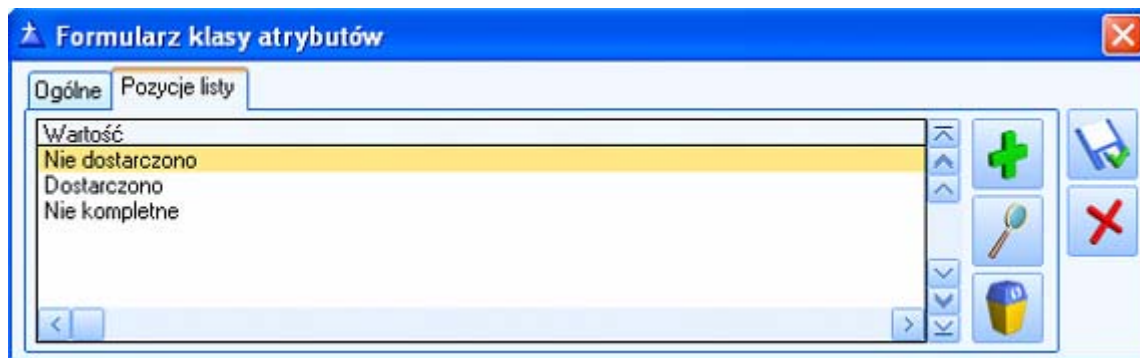 Formularz klasy atrybutów
Ogólne Pozycje listy
Wartość
Nie dostarczono
Dostarczono
Nie kompletne